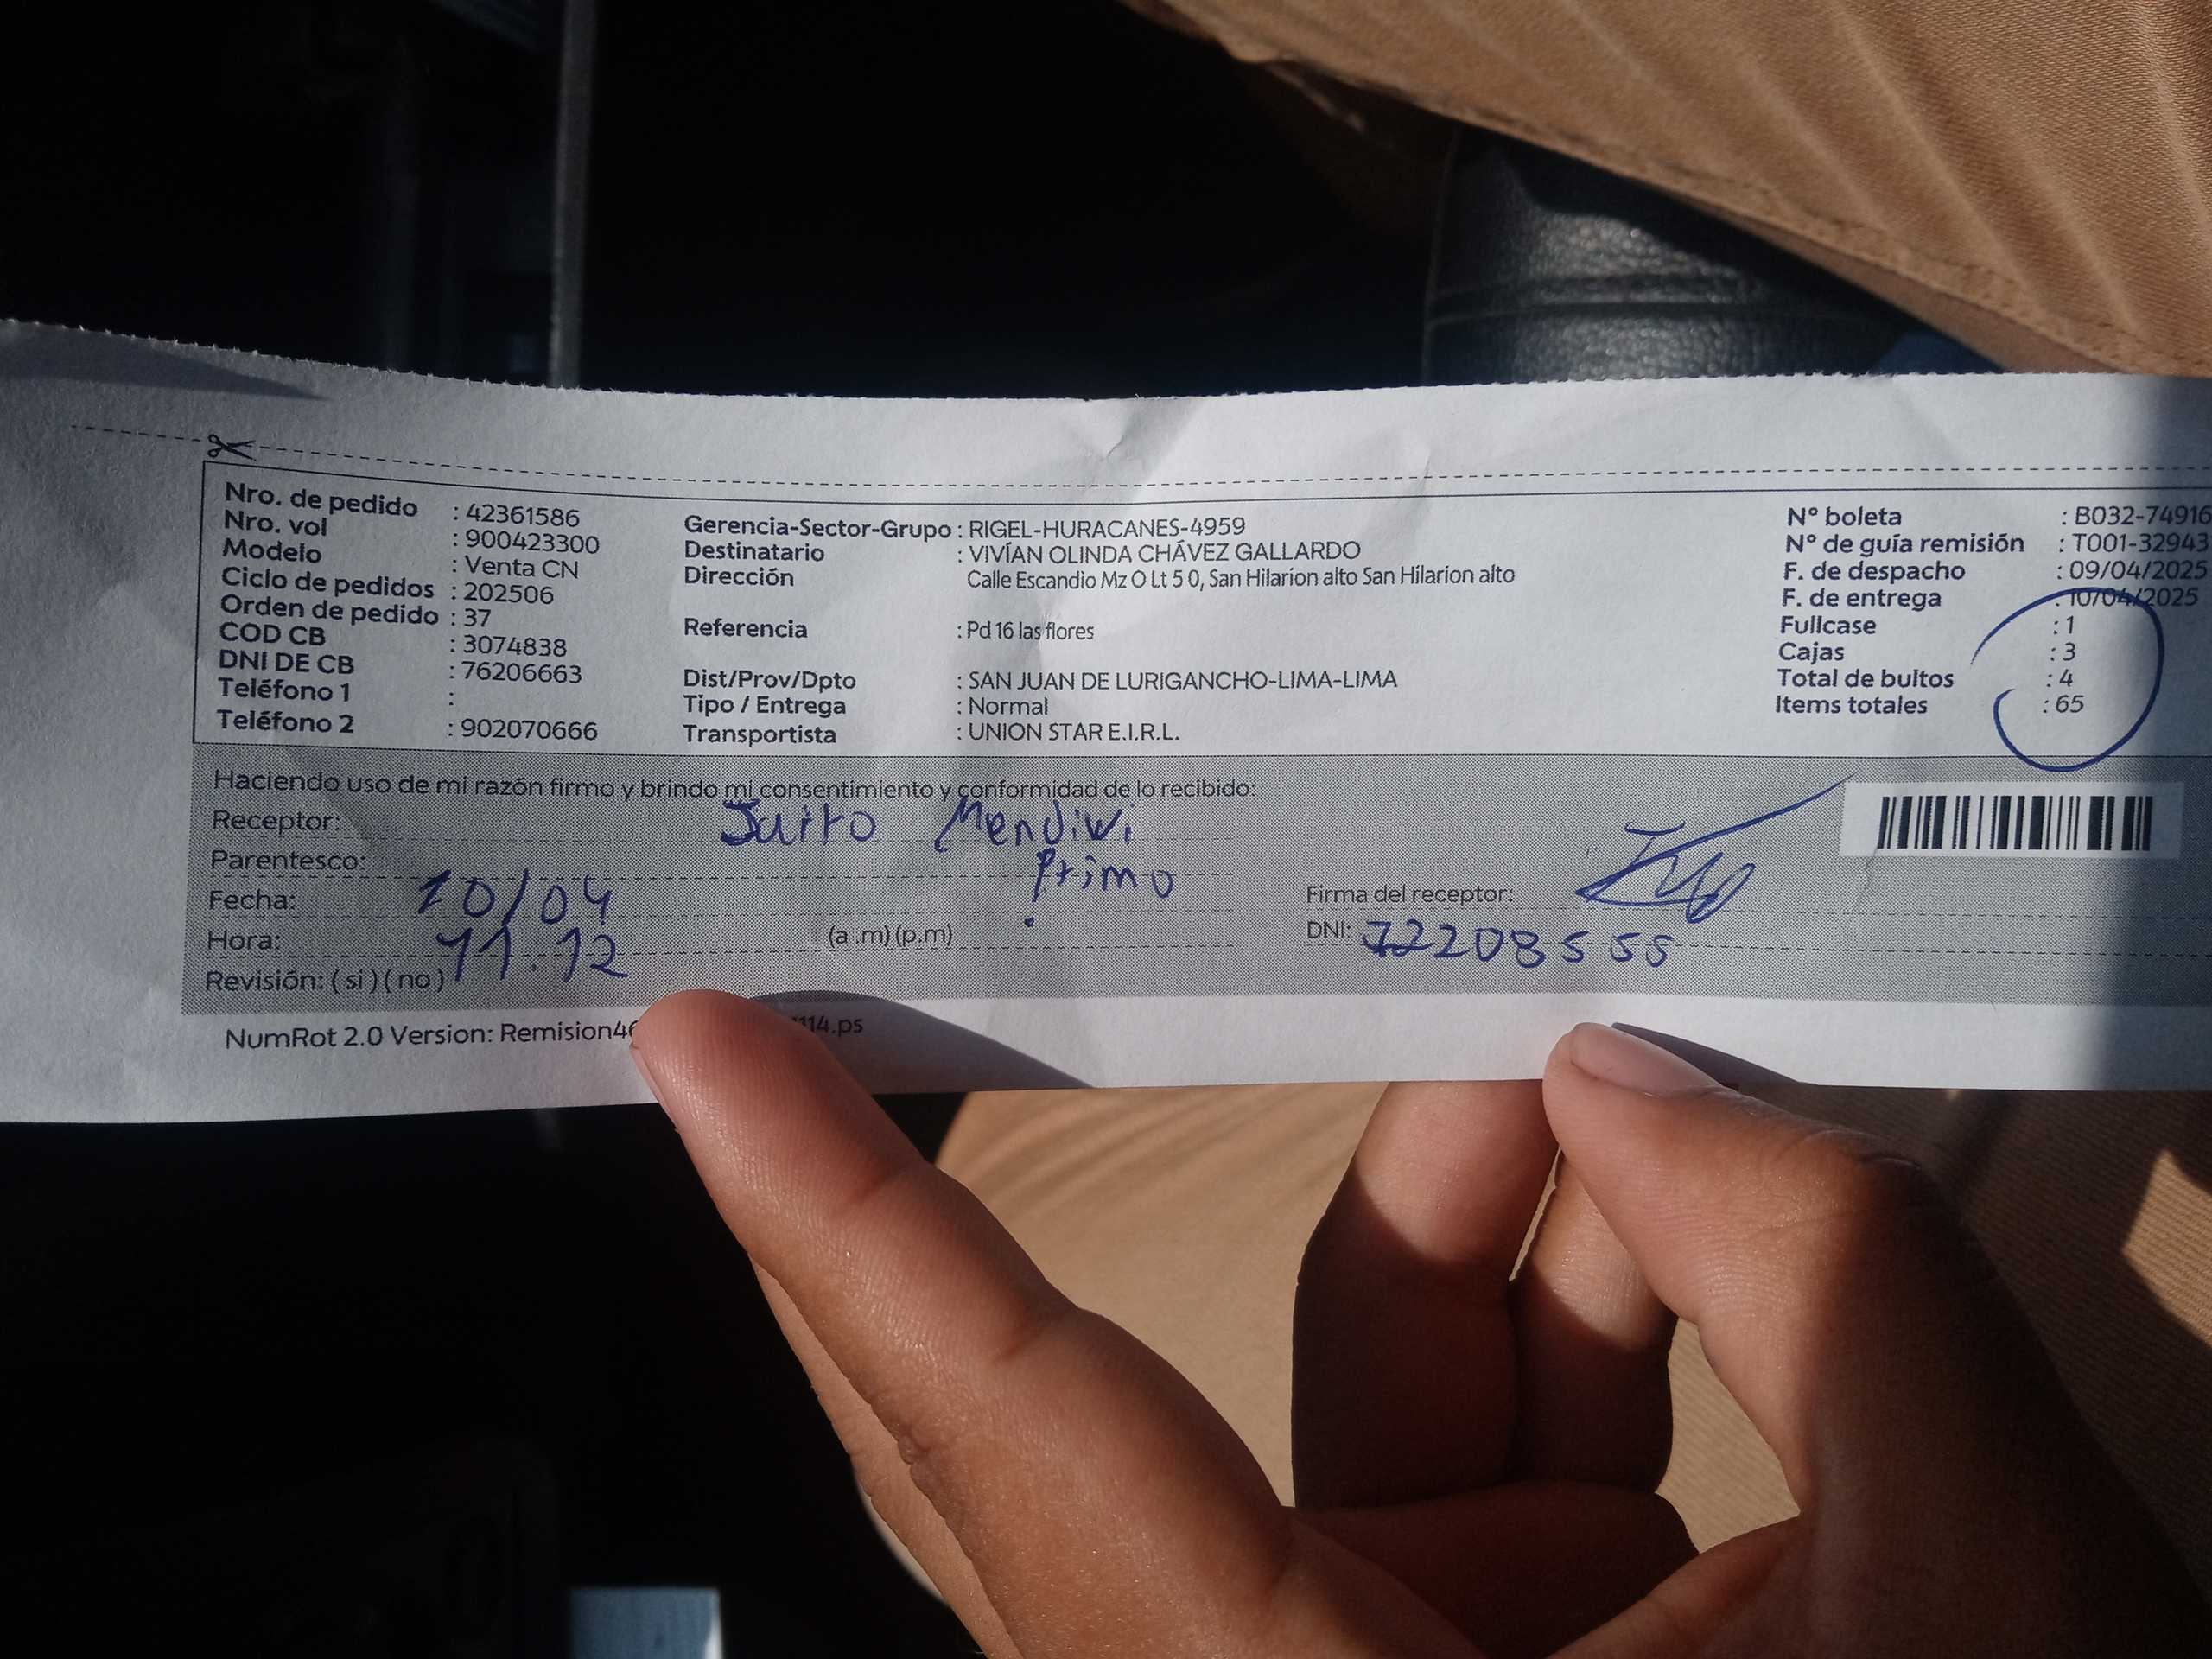 Nro. de pedido : 42361586
Nro. vol : 900423300
Modelo : Venta CN
Ciclo de pedidos : 202506
Orden de pedido : 37
COD CB : 3074838
DNI DE CB : 76206663
Teléfono 1 :
Teléfono 2 : 902070666
Gerencia-Sector-Grupo : RIGEL-HURACANES-4959
Destinatario : VIVÍAN OLINDA CHÁVEZ GALLARDO
Dirección Calle Escandio Mz O Lt 5 0, San Hilarion alto San Hilarion alto
Referencia : Pd 16 las flores
Dist/Prov/Dpto : SAN JUAN DE LURIGANCHO-LIMA-LIMA
Tipo / Entrega : Normal
Transportista : UNION STAR E.I.R.L.
N° boleta : B032-74916
N° de guía remisión : T001-32943
F. de despacho : 09/04/2025
F. de entrega : 10/04/2025
Fullcase : 1
Cajas : 3
Total de bultos : 4
Items totales : 65
Haciendo uso de mi razón firmo y brindo mi consentimiento y conformidad de lo recibido:
Receptor: Mendiwi
Parentesco: Primo
Fecha: 10/04
Hora: 11:12 (a .m) (p.m)
Revisión: ( si ) ( no )
Firma del receptor:
DNI: 72208555
NumRot 2.0 Version: Remision46 114.ps